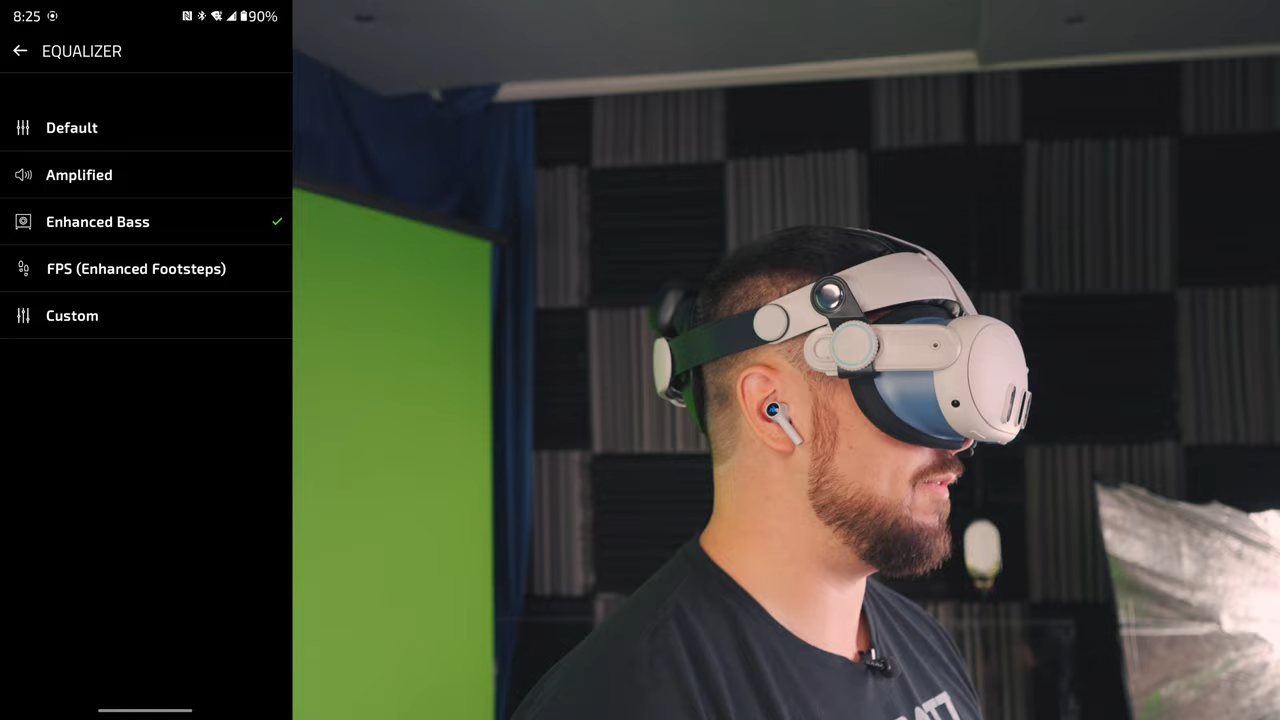 8:25 90%
EQUALIZER
Default
Amplified
Enhanced Bass
FPS (Enhanced Footsteps)
Custom